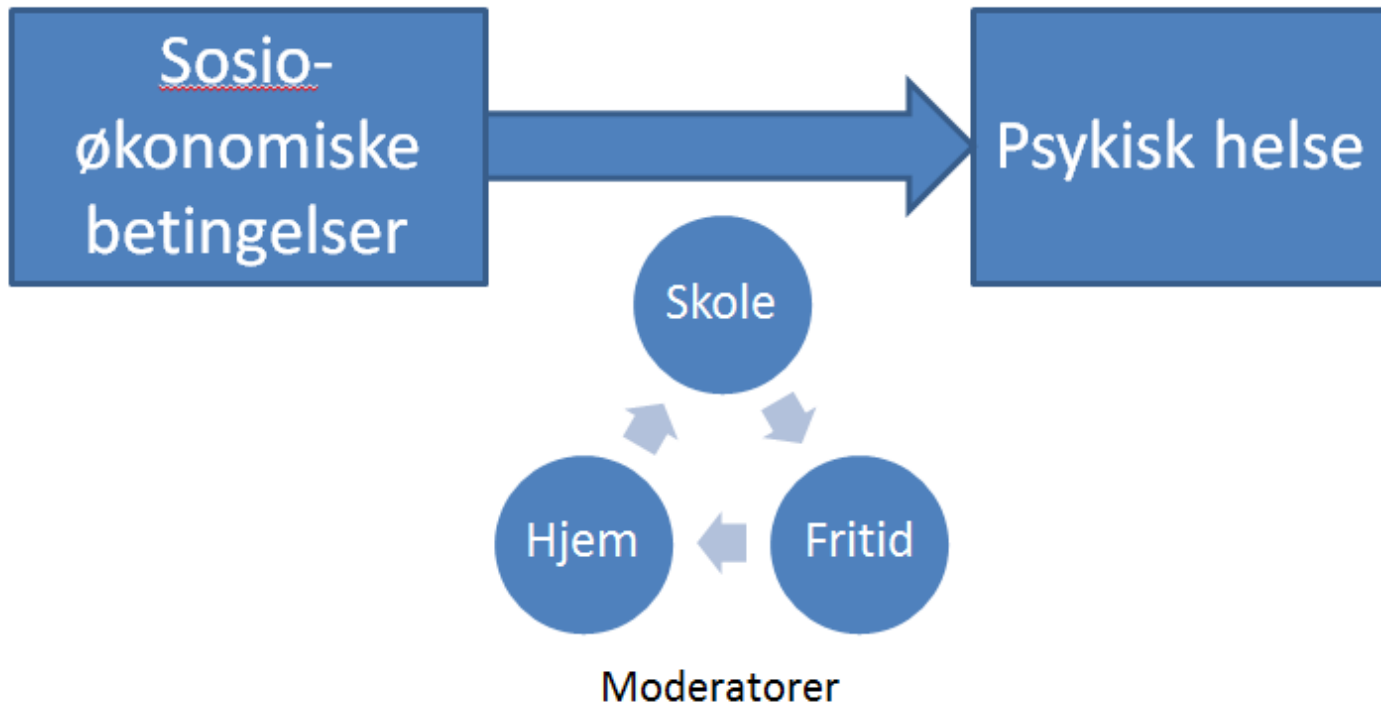 Sosio-
økonomiske
betingelser
Psykisk helse
Skole
Hjem
Fritid
Moderatorer